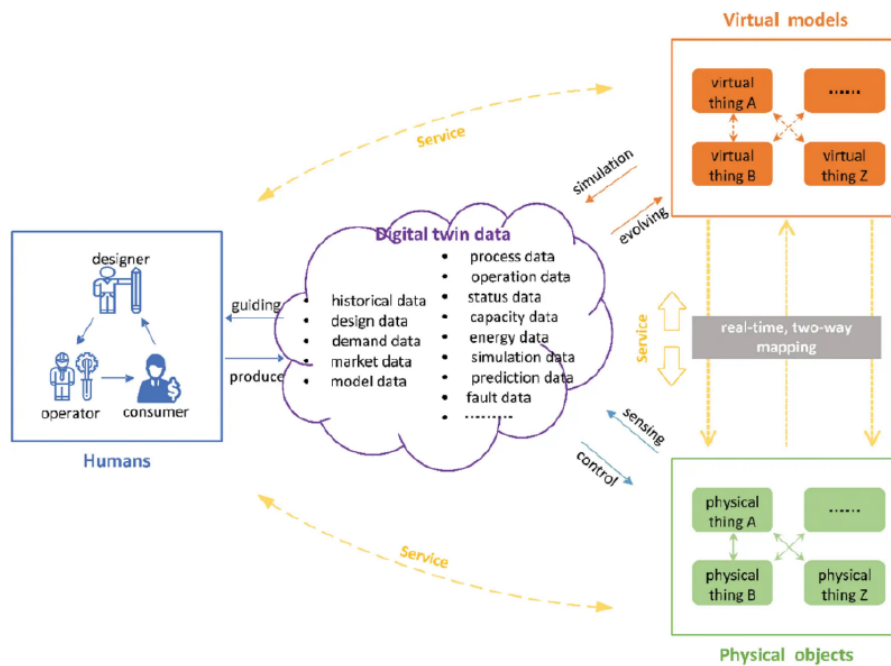 Virtual models
virtual
thing A
......
virtual
thing B
virtual
thing Z
Service
simulation
evolving
Digital twin data
• historical data
• design data
• demand data
• market data
• model data
• process data
• operation data
• status data
• capacity data
• energy data
• simulation data
• prediction data
• fault data
• .........
designer
operator
consumer
Humans
guiding
produce
Service
real-time, two-way
mapping
sensing
control
Service
physical
thing A
......
physical
thing B
physical
thing Z
Physical objects